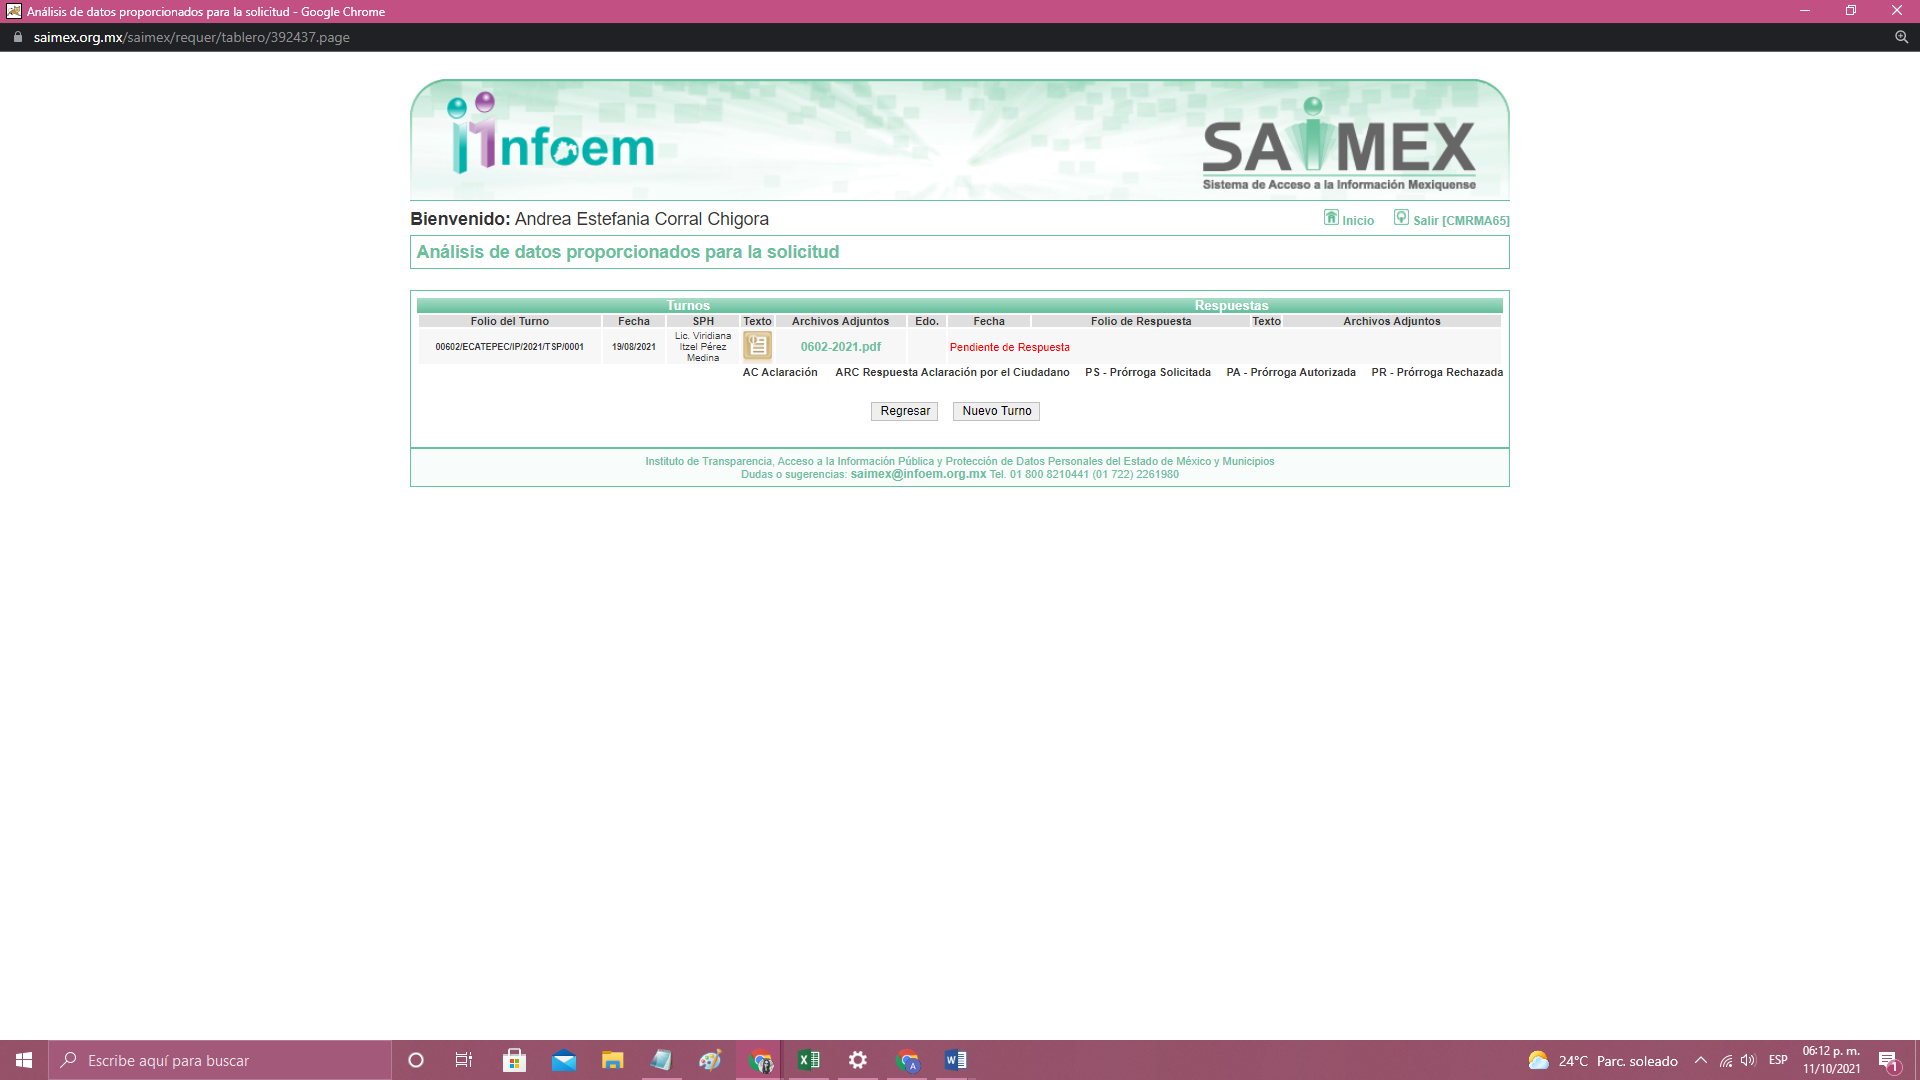 Análisis de datos proporcionados para la solicitud - Google Chrome
saimex.org.mx/saimex/requer/tablero/392437.page
infoem
SAIMEX
Sistema de Acceso a la Información Mexiquense
Bienvenido: Andrea Estefania Corral Chigora
Inicio Salir [CMRMA65]
Análisis de datos proporcionados para la solicitud
Turnos Respuestas
Folio del Turno Fecha SPH Texto Archivos Adjuntos Edo. Fecha Folio de Respuesta Texto Archivos Adjuntos
00602/ECATEPEC/IP/2021/TSP/0001 19/08/2021 Lic. Viridiana Itzel Pérez Medina 0602-2021.pdf Pendiente de Respuesta
AC Aclaración ARC Respuesta Aclaración por el Ciudadano PS - Prórroga Solicitada PA - Prórroga Autorizada PR - Prórroga Rechazada
Regresar Nuevo Turno
Instituto de Transparencia, Acceso a la Información Pública y Protección de Datos Personales del Estado de México y Municipios
Dudas o sugerencias: saimex@infoem.org.mx Tel. 01 800 8210441 (01 722) 2261980
Escribe aquí para buscar
24°C Parc. soleado
ESP
06:12 p. m.
11/10/2021
1